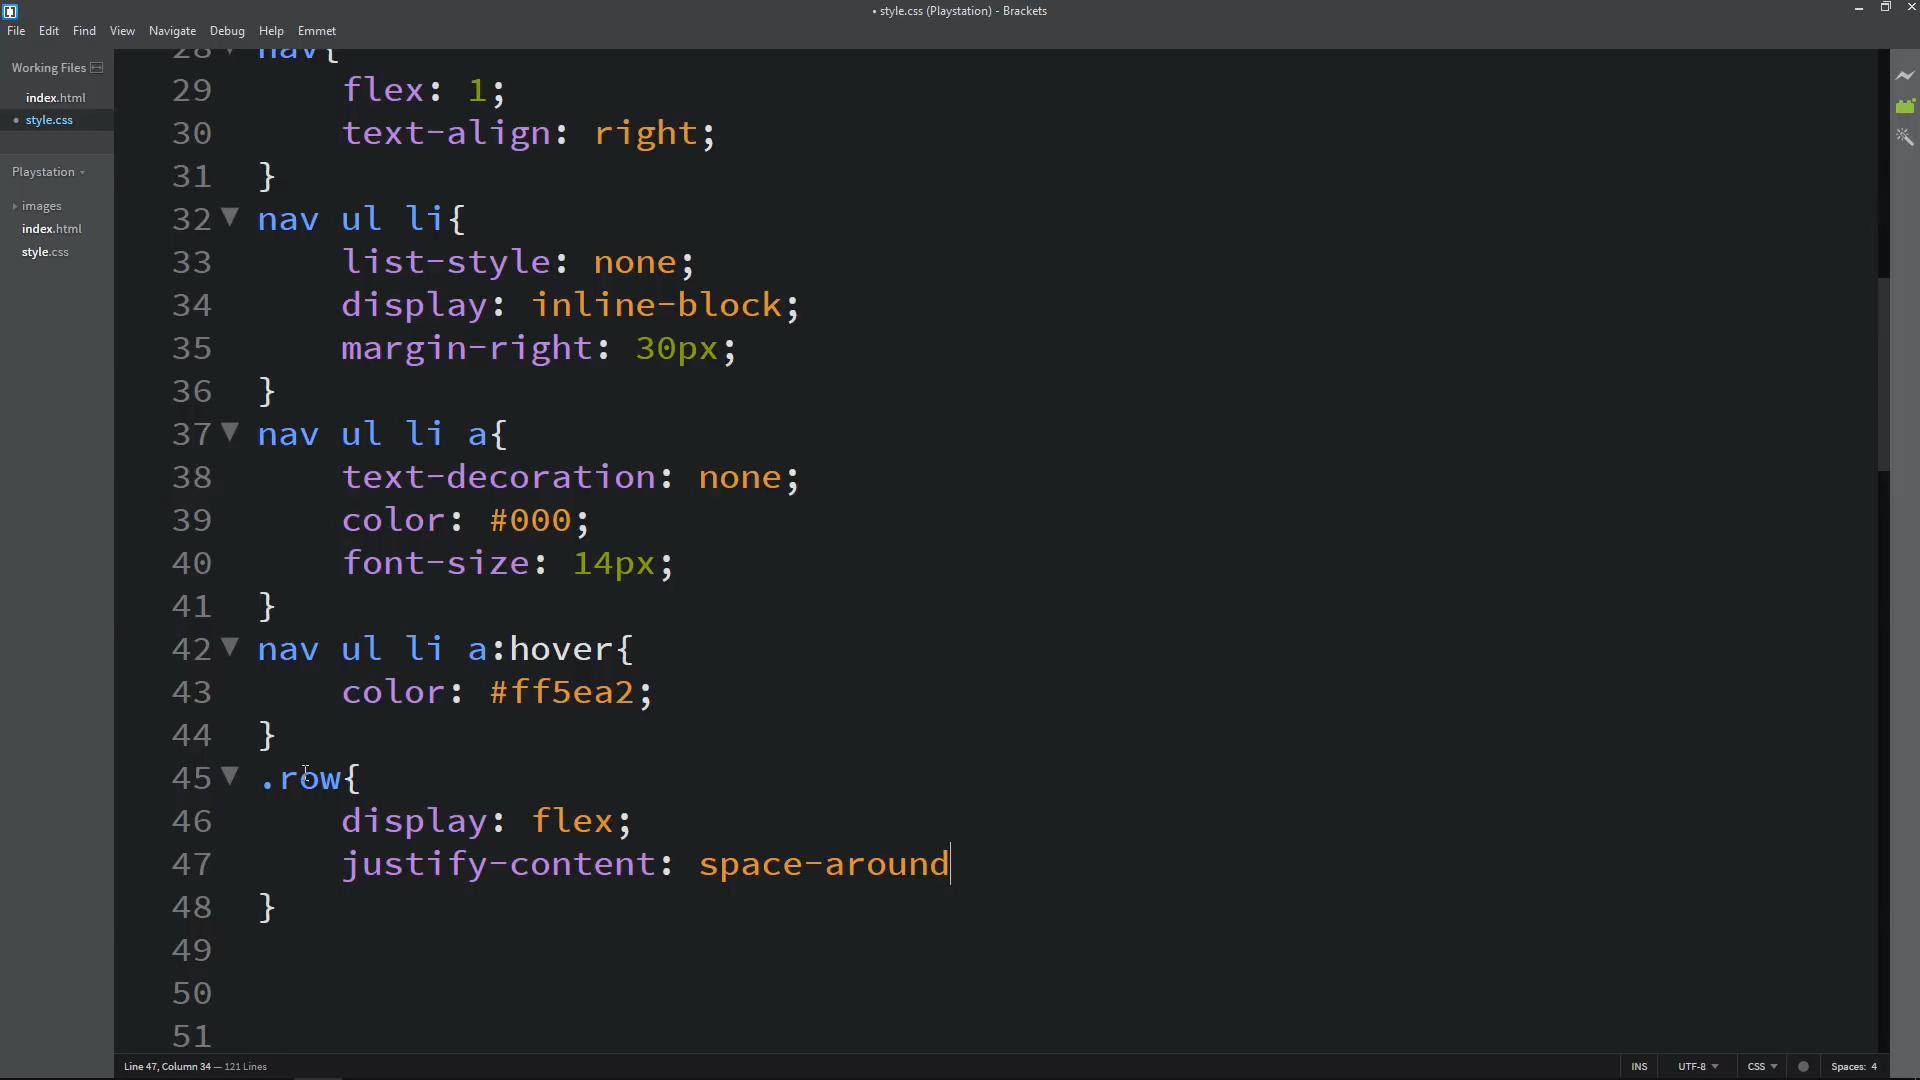 • style.css (Playstation) - Brackets
File Edit Find View Navigate Debug Help Emmet
Working Files
index.html
• style.css
Playstation
images
index.html
style.css
28 nav{
29 flex: 1;
30 text-align: right;
31 }
32 nav ul li{
33 list-style: none;
34 display: inline-block;
35 margin-right: 30px;
36 }
37 nav ul li a{
38 text-decoration: none;
39 color: #000;
40 font-size: 14px;
41 }
42 nav ul li a:hover{
43 color: #ff5ea2;
44 }
45 .row{
46 display: flex;
47 justify-content: space-around
48 }
49
50
51
Line 47, Column 34 — 121 Lines
INS UTF-8 CSS Spaces: 4